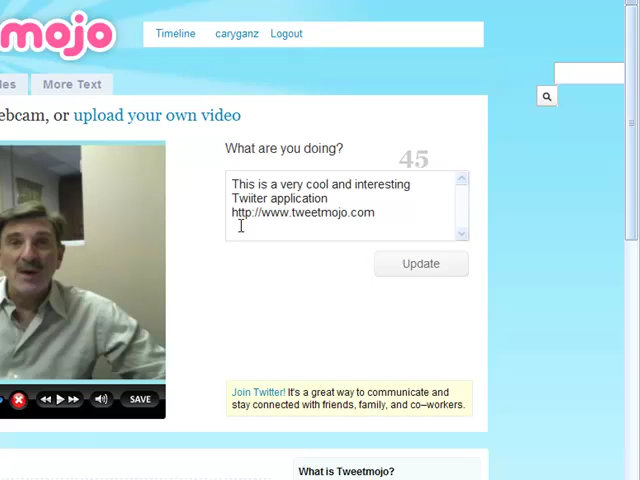 mojo
Timeline caryganz Logout
les More Text
ebcam, or upload your own video
What are you doing?
45
This is a very cool and interesting
Twiiter application
http://www.tweetmojo.com
Update
SAVE
Join Twitter! It's a great way to communicate and
stay connected with friends, family, and co–workers.
What is Tweetmojo?